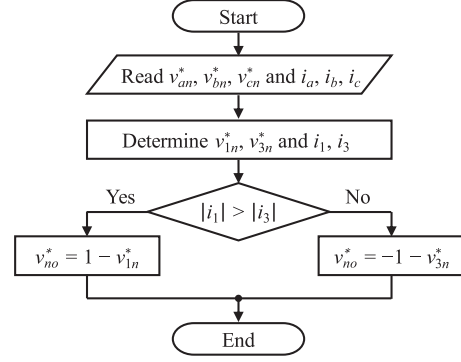 Start
Read v*an, v*bn, v*cn and ia, ib, ic
Determine v*1n, v*3n and i1, i3
Yes
|i1| > |i3|
No
v*no = 1 − v*1n
v*no = −1 − v*3n
End